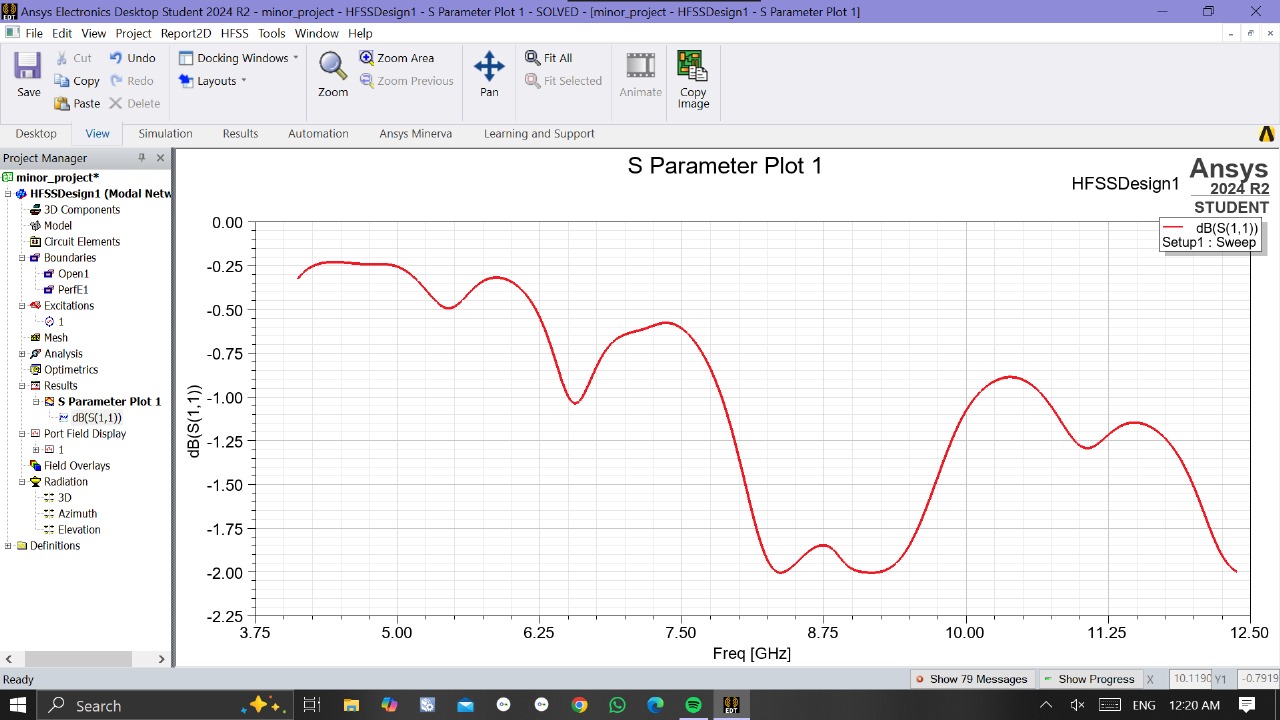 Ansys Electronics Desktop Student 2024 R2 - minor_project - HFSSDesign1 - S Parameter Plot 1 - SOLVED - [minor_project - HFSSDesign1 - S Parameter Plot 1]
File Edit View Project Report2D HFSS Tools Window Help
Save
Cut
Copy
Paste
Undo
Redo
Delete
Docking Windows
Layouts
Zoom
Zoom Area
Zoom Previous
Pan
Fit All
Fit Selected
Animate
Copy
Image
Desktop View Simulation Results Automation Ansys Minerva Learning and Support
Project Manager
minor_project*
HFSSDesign1 (Modal Netw
3D Components
Model
Circuit Elements
Boundaries
Open1
PerfE1
Excitations
1
Mesh
Analysis
Optimetrics
Results
S Parameter Plot 1
dB(S(1,1))
Port Field Display
1
Field Overlays
Radiation
3D
Azimuth
Elevation
Definitions
S Parameter Plot 1
HFSSDesign1
Ansys
2024 R2
STUDENT
dB(S(1,1))
Setup1 : Sweep
0.00
-0.25
-0.50
-0.75
-1.00
-1.25
-1.50
-1.75
-2.00
-2.25
dB(S(1,1))
3.75 5.00 6.25 7.50 8.75 10.00 11.25 12.50
Freq [GHz]
Ready
Show 79 Messages
Show Progress
X 10.1190 Y1 -0.7919
EDT
Search
ENG 12:20 AM